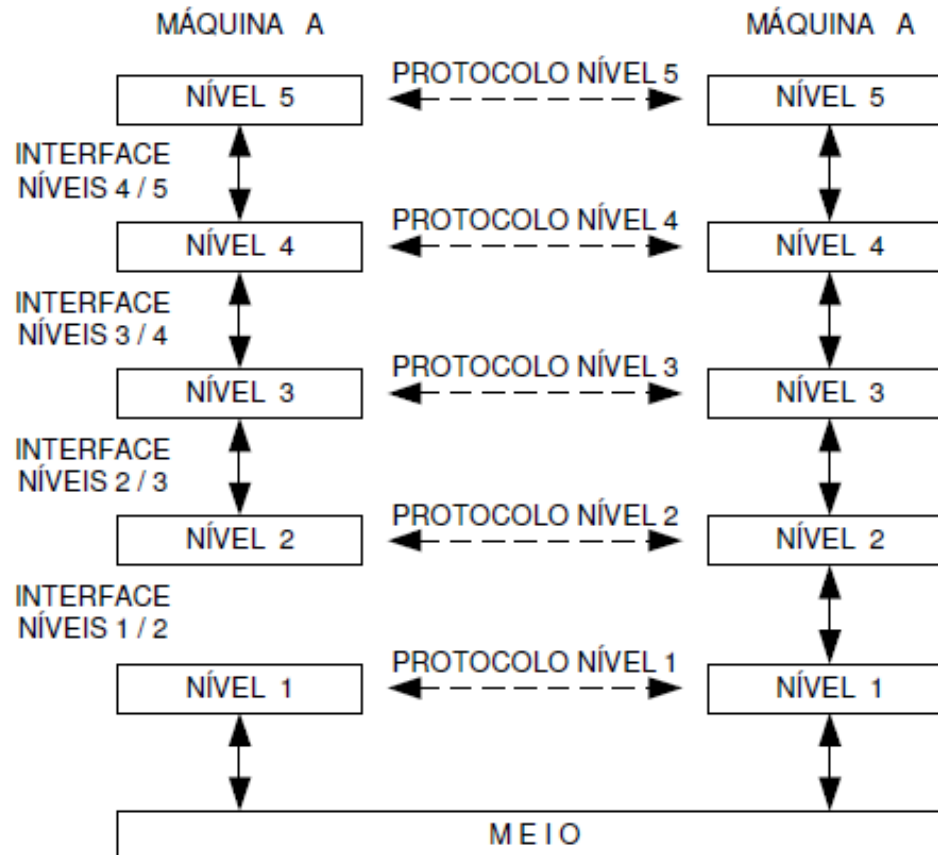 MÁQUINA A
MÁQUINA A
PROTOCOLO NÍVEL 5
NÍVEL 5
NÍVEL 5
INTERFACE
NÍVEIS 4 / 5
PROTOCOLO NÍVEL 4
NÍVEL 4
NÍVEL 4
INTERFACE
NÍVEIS 3 / 4
PROTOCOLO NÍVEL 3
NÍVEL 3
NÍVEL 3
INTERFACE
NÍVEIS 2 / 3
PROTOCOLO NÍVEL 2
NÍVEL 2
NÍVEL 2
INTERFACE
NÍVEIS 1 / 2
PROTOCOLO NÍVEL 1
NÍVEL 1
NÍVEL 1
MEIO